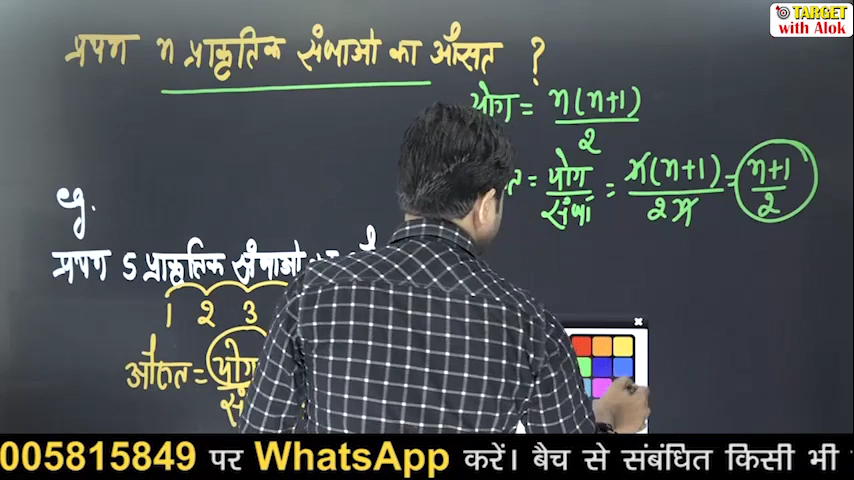 TARGET
with Alok
प्रथम n प्राकृतिक संख्याओ का औसत ?
योग = n(n+1)/2
= योग/संख्या = n(n+1)/2n = n+1/2
eg.
प्रथम 5 प्राकृतिक संख्याओ
1 2 3
औसत =
005815849 पर WhatsApp करें। बैच से संबंधित किसी भी